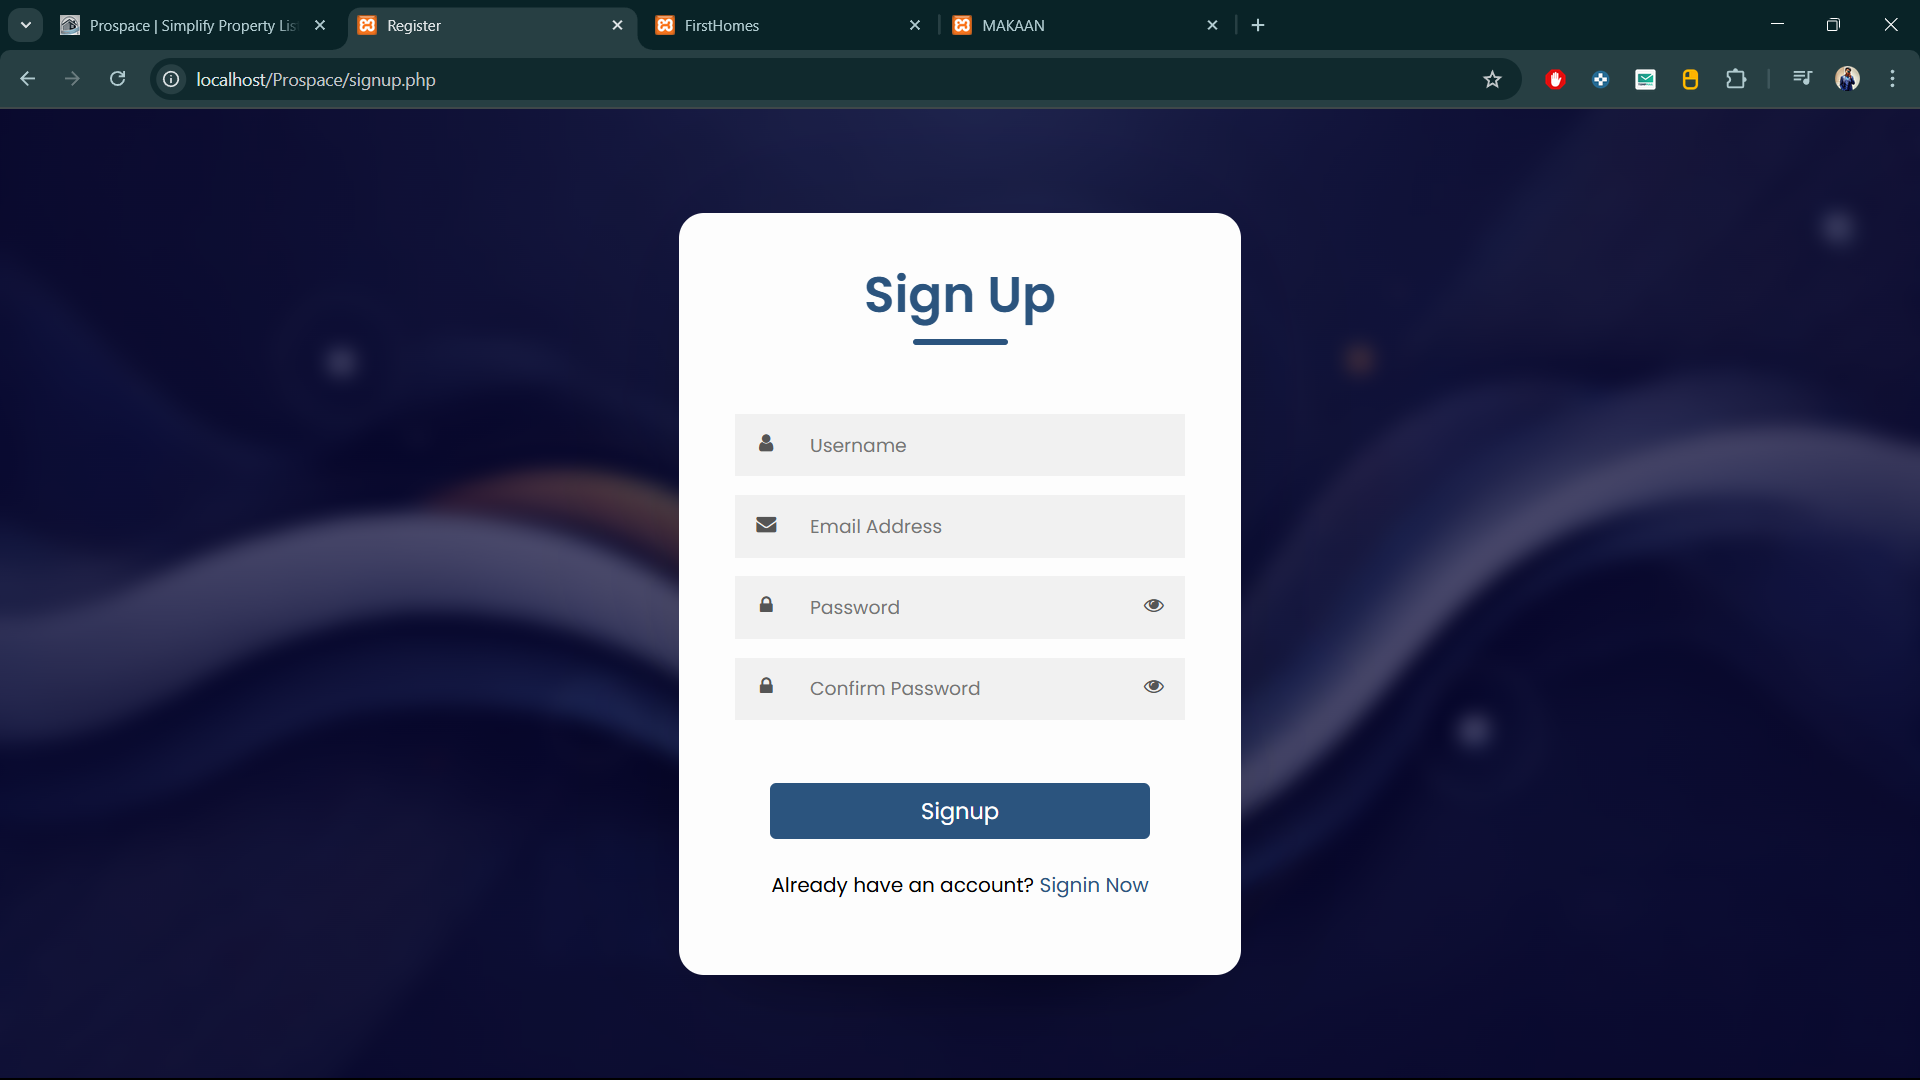 Prospace | Simplify Property Lis
Register
FirstHomes
MAKAAN
localhost/Prospace/signup.php
Sign Up
Username
Email Address
Password
Confirm Password
Signup
Already have an account? Signin Now